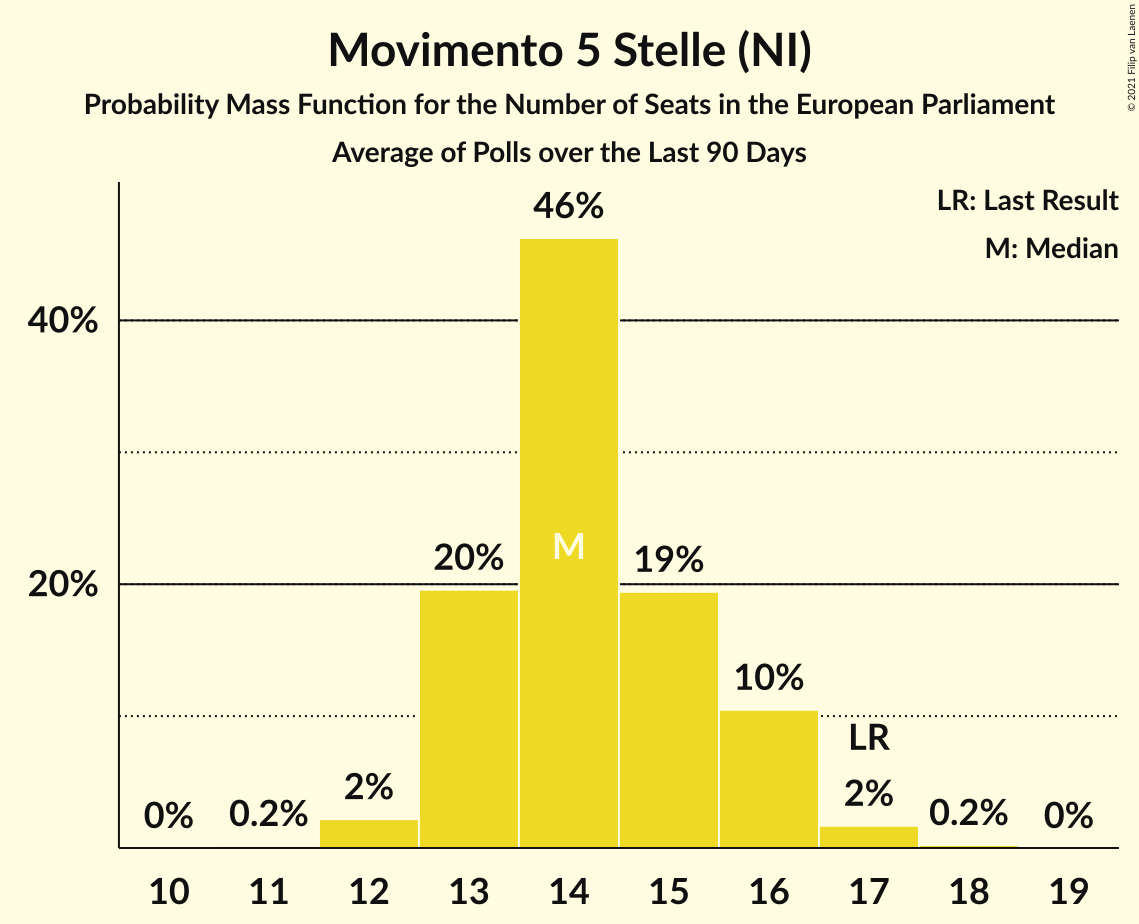 Movimento 5 Stelle (NI)
Probability Mass Function for the Number of Seats in the European Parliament
Average of Polls over the Last 90 Days
© 2021 Filip van Laenen
LR: Last Result
M: Median
46%
40%
M
20%
19%
20%
10%
LR
2%
2%
0%
0.2%
0.2%
0%
10 11 12 13 14 15 16 17 18 19